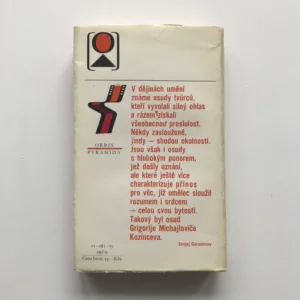 V dějinách umění
známe osudy tvůrců,
kteří vyvolali silný ohlas
a rázem získali
všeobecnou proslulost.
Někdy zaslouženě,
jindy — shodou okolností.
Jsou však i osudy
s hlubokým ponorem,
jež došly uznání,
ale které ještě více
charakterizuje přínos
pro věc, jíž umělec sloužil
rozumem i srdcem
— celou svou bytostí.
Takový byl osud
Grigorije Michajloviče
Kozinceva.
Sergej Gerasimov
ORBIS
PYRAMIDA